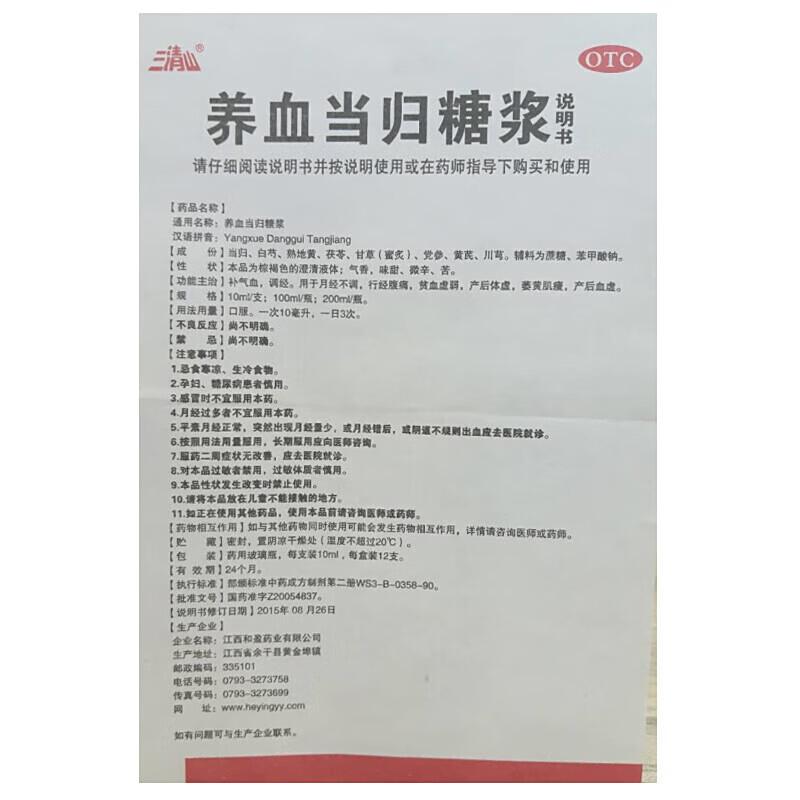 三清山®
OTC
养血当归糖浆说明书
请仔细阅读说明书并按说明使用或在药师指导下购买和使用
【药品名称】
通用名称：养血当归糖浆
汉语拼音：Yangxue Danggui Tangjiang
【成 份】当归、白芍、熟地黄、茯苓、甘草（蜜炙）、党参、黄芪、川芎。辅料为蔗糖、苯甲酸钠。
【性 状】本品为棕褐色的澄清液体；气香，味甜、微辛、苦。
【功能主治】补气血，调经。用于月经不调，行经腹痛，贫血虚弱，产后体虚，萎黄肌瘦，产后血虚。
【规 格】10ml/支；100ml/瓶；200ml/瓶。
【用法用量】口服。一次10毫升，一日3次。
【不良反应】尚不明确。
【禁 忌】尚不明确。
【注意事项】
1.忌食寒凉、生冷食物。
2.孕妇、糖尿病患者慎用。
3.感冒时不宜服用本药。
4.月经过多者不宜服用本药。
5.平素月经正常，突然出现月经量少，或月经错后，或阴道不规则出血应去医院就诊。
6.按照用法用量服用，长期服用应向医师咨询。
7.服药二周症状无改善，应去医院就诊。
8.对本品过敏者禁用，过敏体质者慎用。
9.本品性状发生改变时禁止使用。
10.请将本品放在儿童不能接触的地方。
11.如正在使用其他药品，使用本品前请咨询医师或药师。
【药物相互作用】如与其他药物同时使用可能会发生药物相互作用，详情请咨询医师或药师。
【贮 藏】密封，置阴凉干燥处（温度不超过20℃）。
【包 装】药用玻璃瓶，每支装10ml，每盒装12支。
【有 效 期】24个月。
【执行标准】部颁标准中药成方制剂第二册WS3-B-0358-90。
【批准文号】国药准字Z20054837。
【说明书修订日期】2015年 08 月26日
【生产企业】
企业名称：江西和盈药业有限公司
生产地址：江西省余干县黄金埠镇
邮政编码：335101
电话号码：0793-3273758
传真号码：0793-3273699
网 址：www.heyingyy.com
如有问题可与生产企业联系。